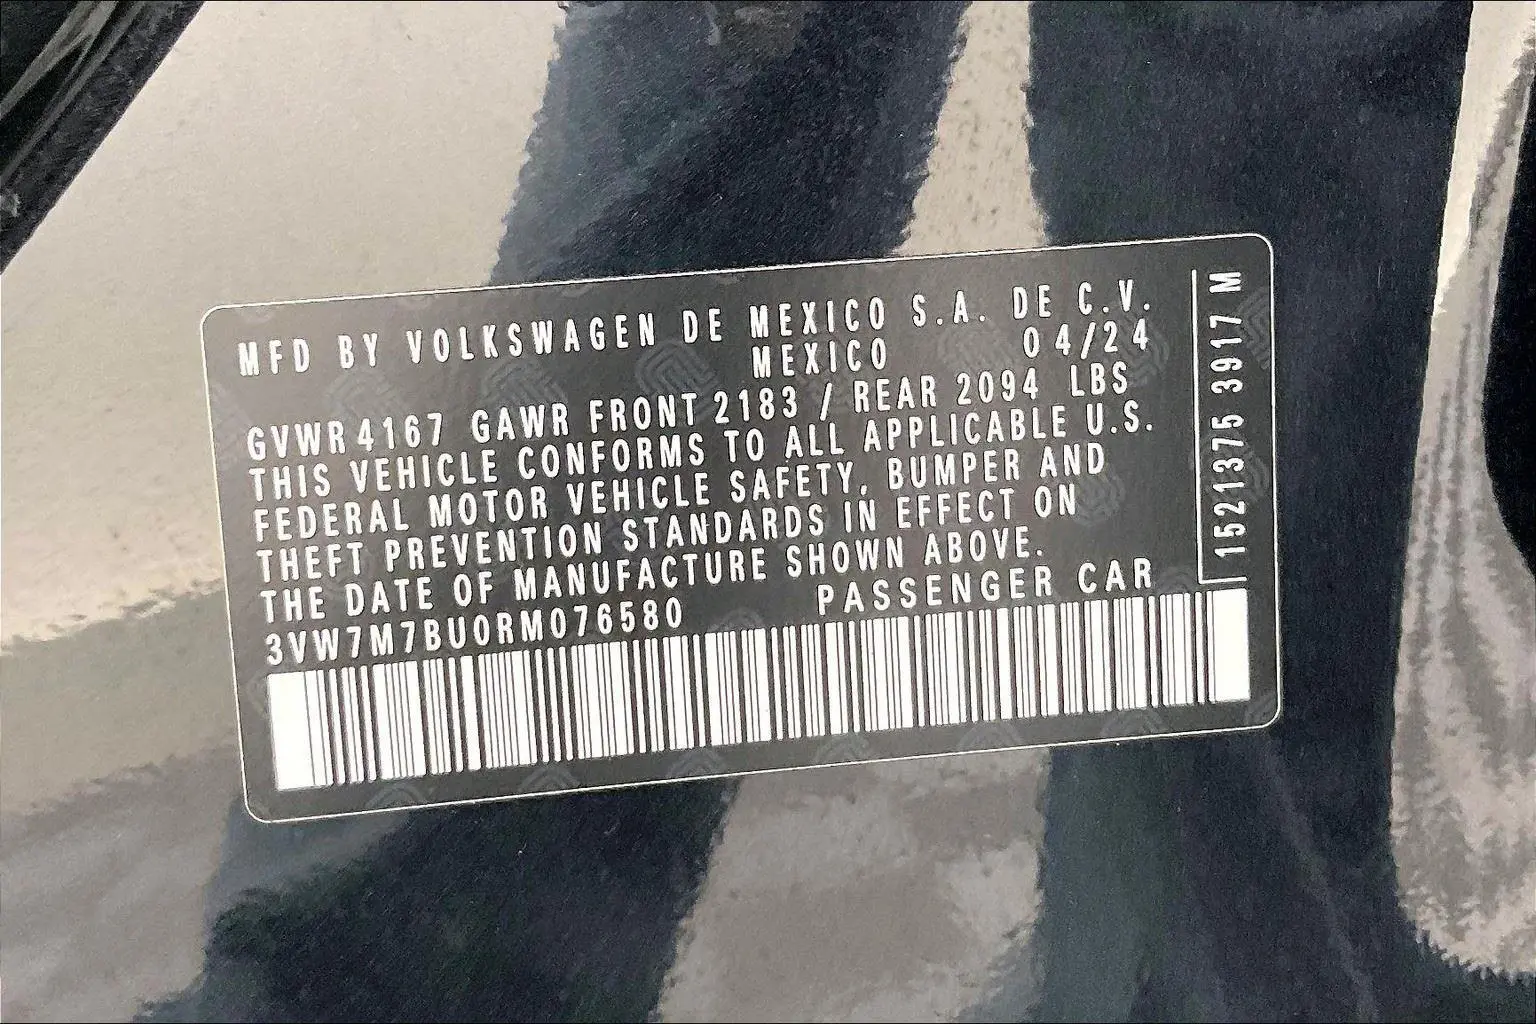 MFD BY VOLKSWAGEN DE MEXICO S.A. DE C.V.
MEXICO 04/24
GVWR 4167 GAWR FRONT 2183 / REAR 2094 LBS
THIS VEHICLE CONFORMS TO ALL APPLICABLE U.S.
FEDERAL MOTOR VEHICLE SAFETY, BUMPER AND
THEFT PREVENTION STANDARDS IN EFFECT ON
THE DATE OF MANUFACTURE SHOWN ABOVE.
3VW7M7BU0RM076580 PASSENGER CAR
1521375 3917 M